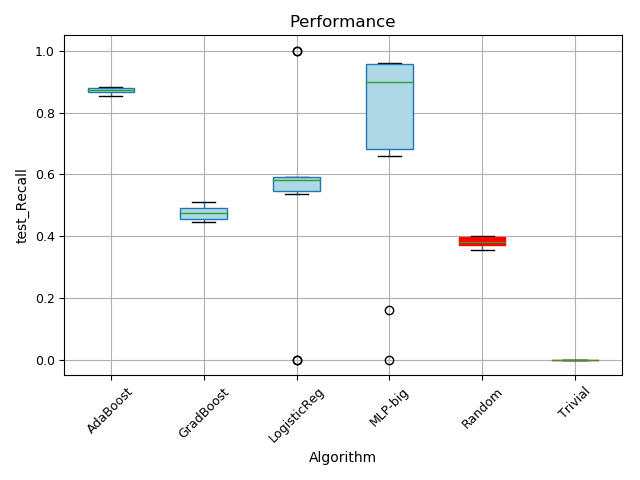 Performance
test_Recall
1.0
0.8
0.6
0.4
0.2
0.0
AdaBoost
GradBoost
LogisticReg
MLP-big
Random
Trivial
Algorithm